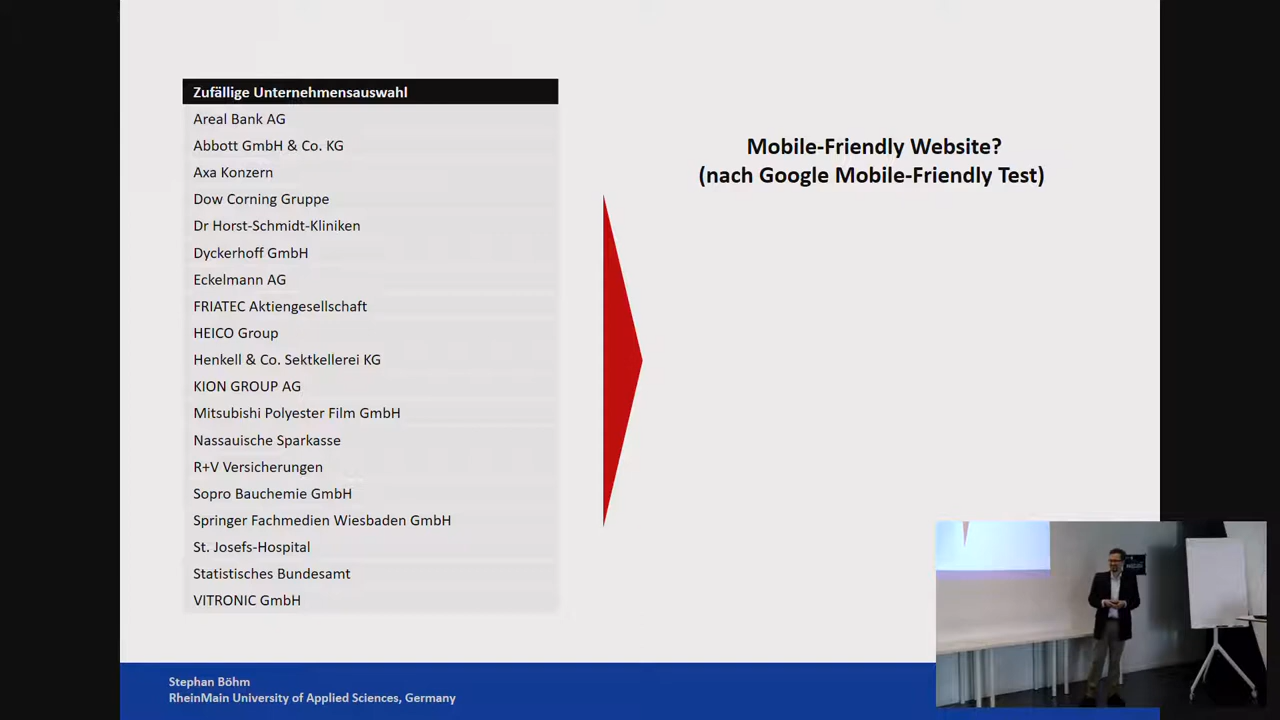 Zufällige Unternehmensauswahl
Areal Bank AG
Abbott GmbH & Co. KG
Axa Konzern
Dow Corning Gruppe
Dr Horst-Schmidt-Kliniken
Dyckerhoff GmbH
Eckelmann AG
FRIATEC Aktiengesellschaft
HEICO Group
Henkell & Co. Sektkellerei KG
KION GROUP AG
Mitsubishi Polyester Film GmbH
Nassauische Sparkasse
R+V Versicherungen
Sopro Bauchemie GmbH
Springer Fachmedien Wiesbaden GmbH
St. Josefs-Hospital
Statistisches Bundesamt
VITRONIC GmbH
Mobile-Friendly Website?
(nach Google Mobile-Friendly Test)
Stephan Böhm
RheinMain University of Applied Sciences, Germany